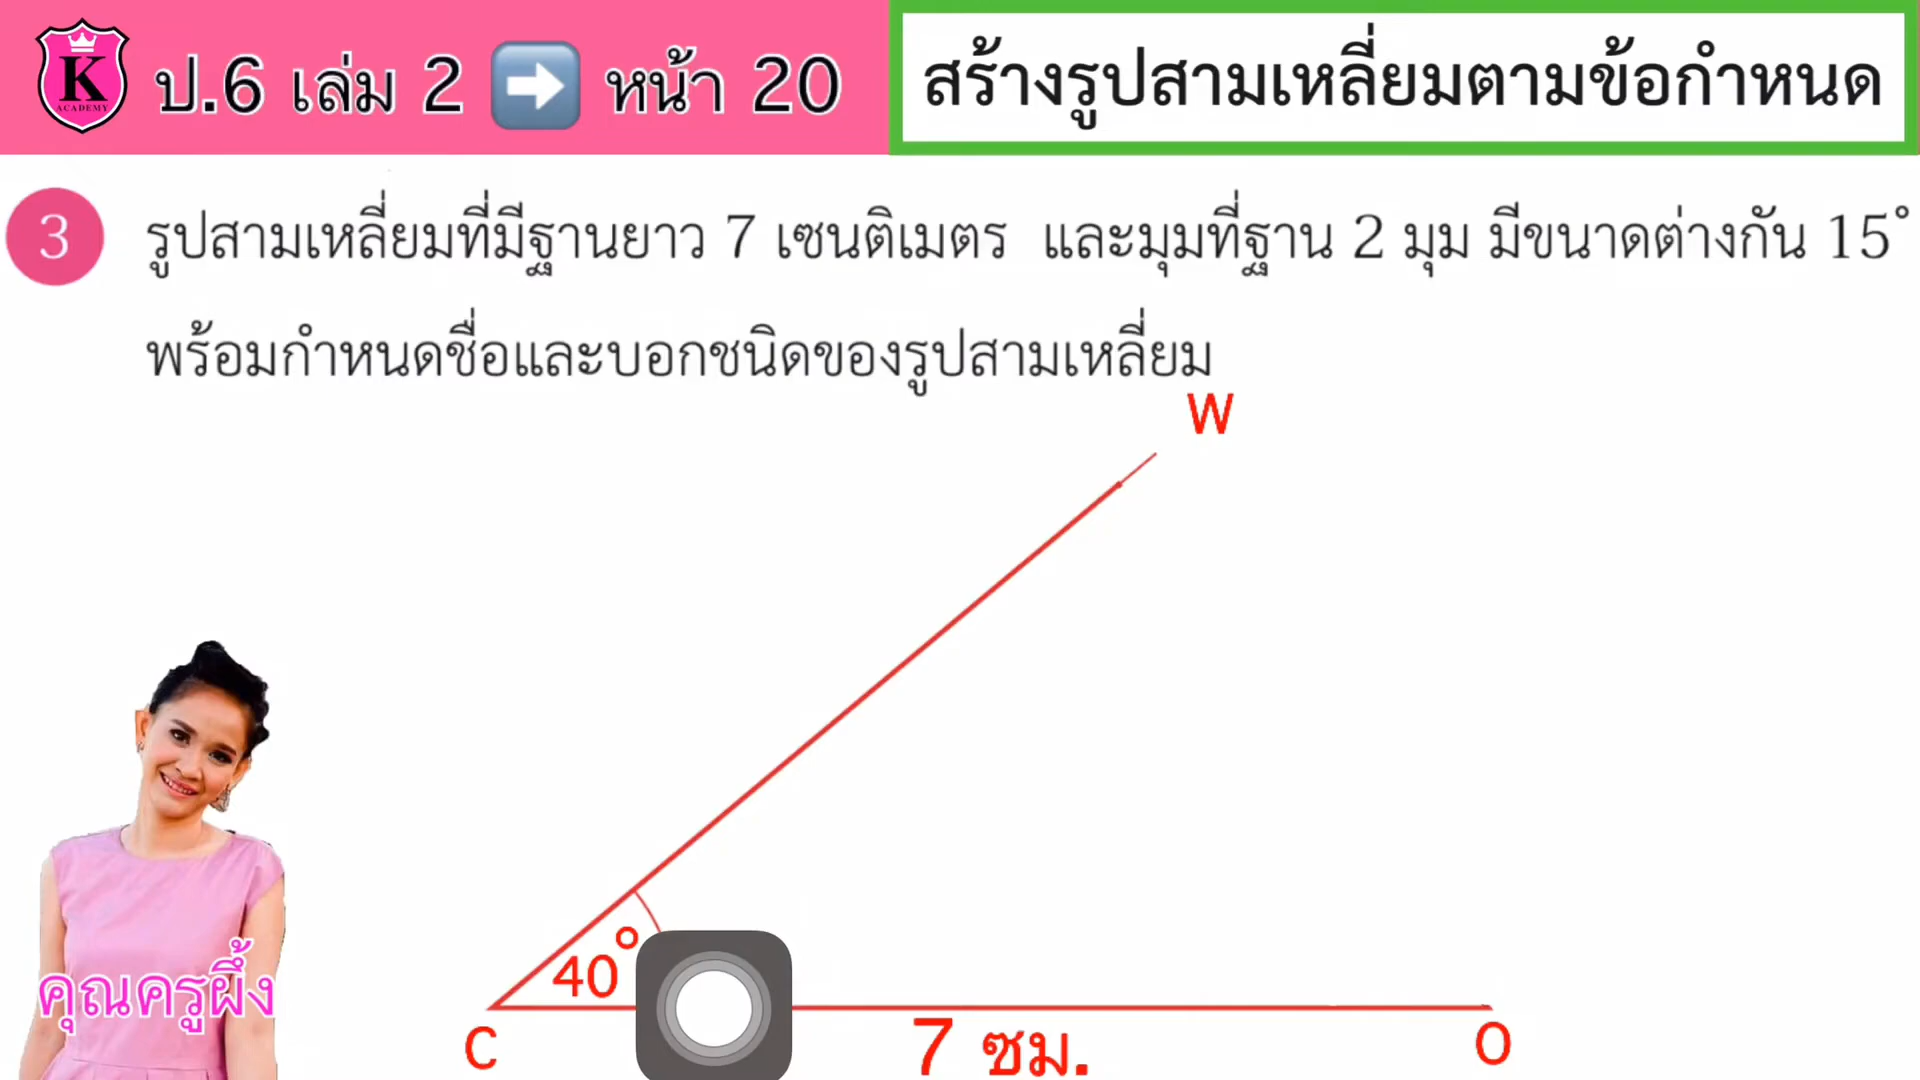 K
ACADEMY
ป.6 เล่ม 2 ➡ หน้า 20
สร้างรูปสามเหลี่ยมตามข้อกำหนด
3 รูปสามเหลี่ยมที่มีฐานยาว 7 เซนติเมตร และมุมที่ฐาน 2 มุม มีขนาดต่างกัน 15°
พร้อมกำหนดชื่อและบอกชนิดของรูปสามเหลี่ยม
W
40°
C
7 ซม.
O
คุณครูผึ้ง